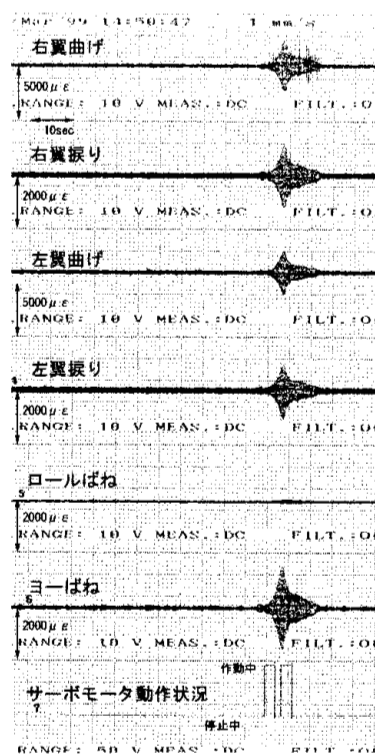 Mar 99 14:50:47 1 mm/s
右翼曲げ
5000με
RANGE: 10 V MEAS.:DC FILT.:O
10sec
右翼捩り
2000με
RANGE: 10 V MEAS.:DC FILT.:O
左翼曲げ
5000με
RANGE: 10 V MEAS.:DC FILT.:O
左翼捩り
2000με
RANGE: 10 V MEAS.:DC FILT.:O
ロールばね
5
2000με
RANGE: 10 V MEAS.:DC FILT.:O
ヨーばね
6
2000με
RANGE: 10 V MEAS.:DC FILT.:O
作動中
サーボモータ動作状況
7
停止中
RANGE: 50 V MEAS.:DC FILT.:O